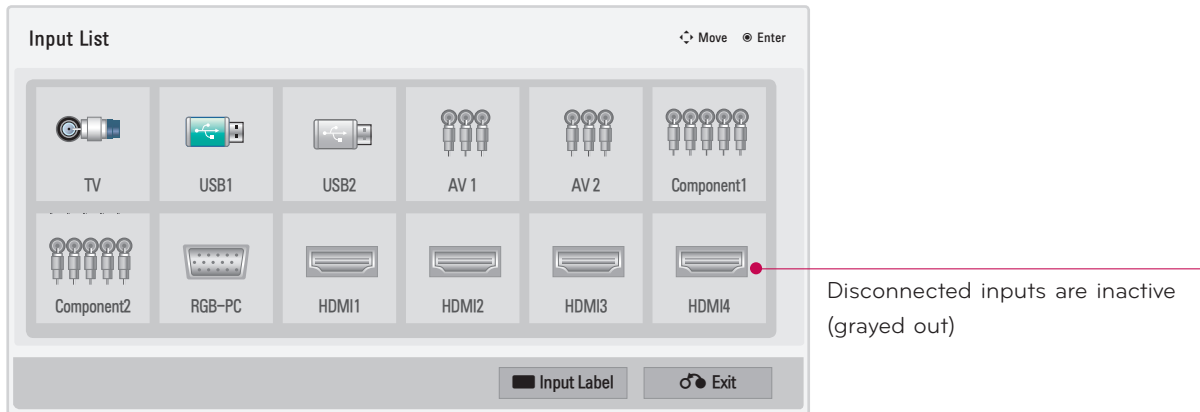 Input List
Move Enter
TV USB1 USB2 AV 1 AV 2 Component1
Component2 RGB-PC HDMI1 HDMI2 HDMI3 HDMI4
Disconnected inputs are inactive
(grayed out)
Input Label Exit